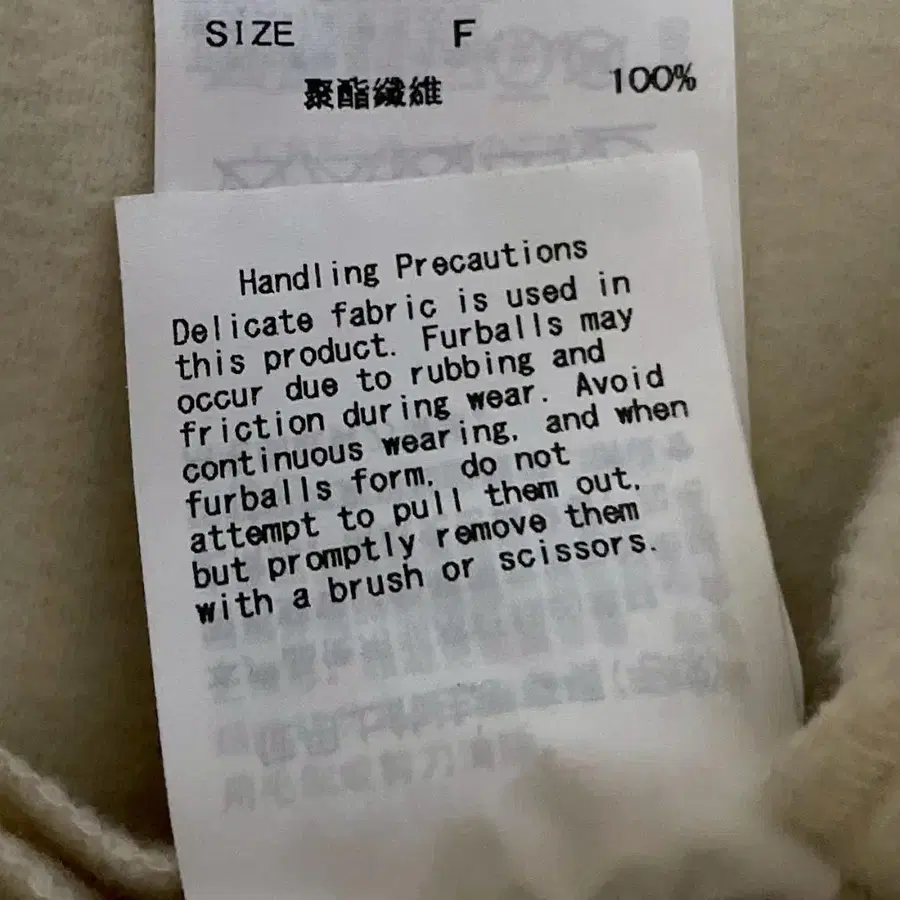 SIZE F
聚酯纖維 100%
Handling Precautions
Delicate fabric is used in
this product. Furballs may
occur due to rubbing and
friction during wear. Avoid
continuous wearing, and when
furballs form, do not
attempt to pull them out,
but promptly remove them
with a brush or scissors.